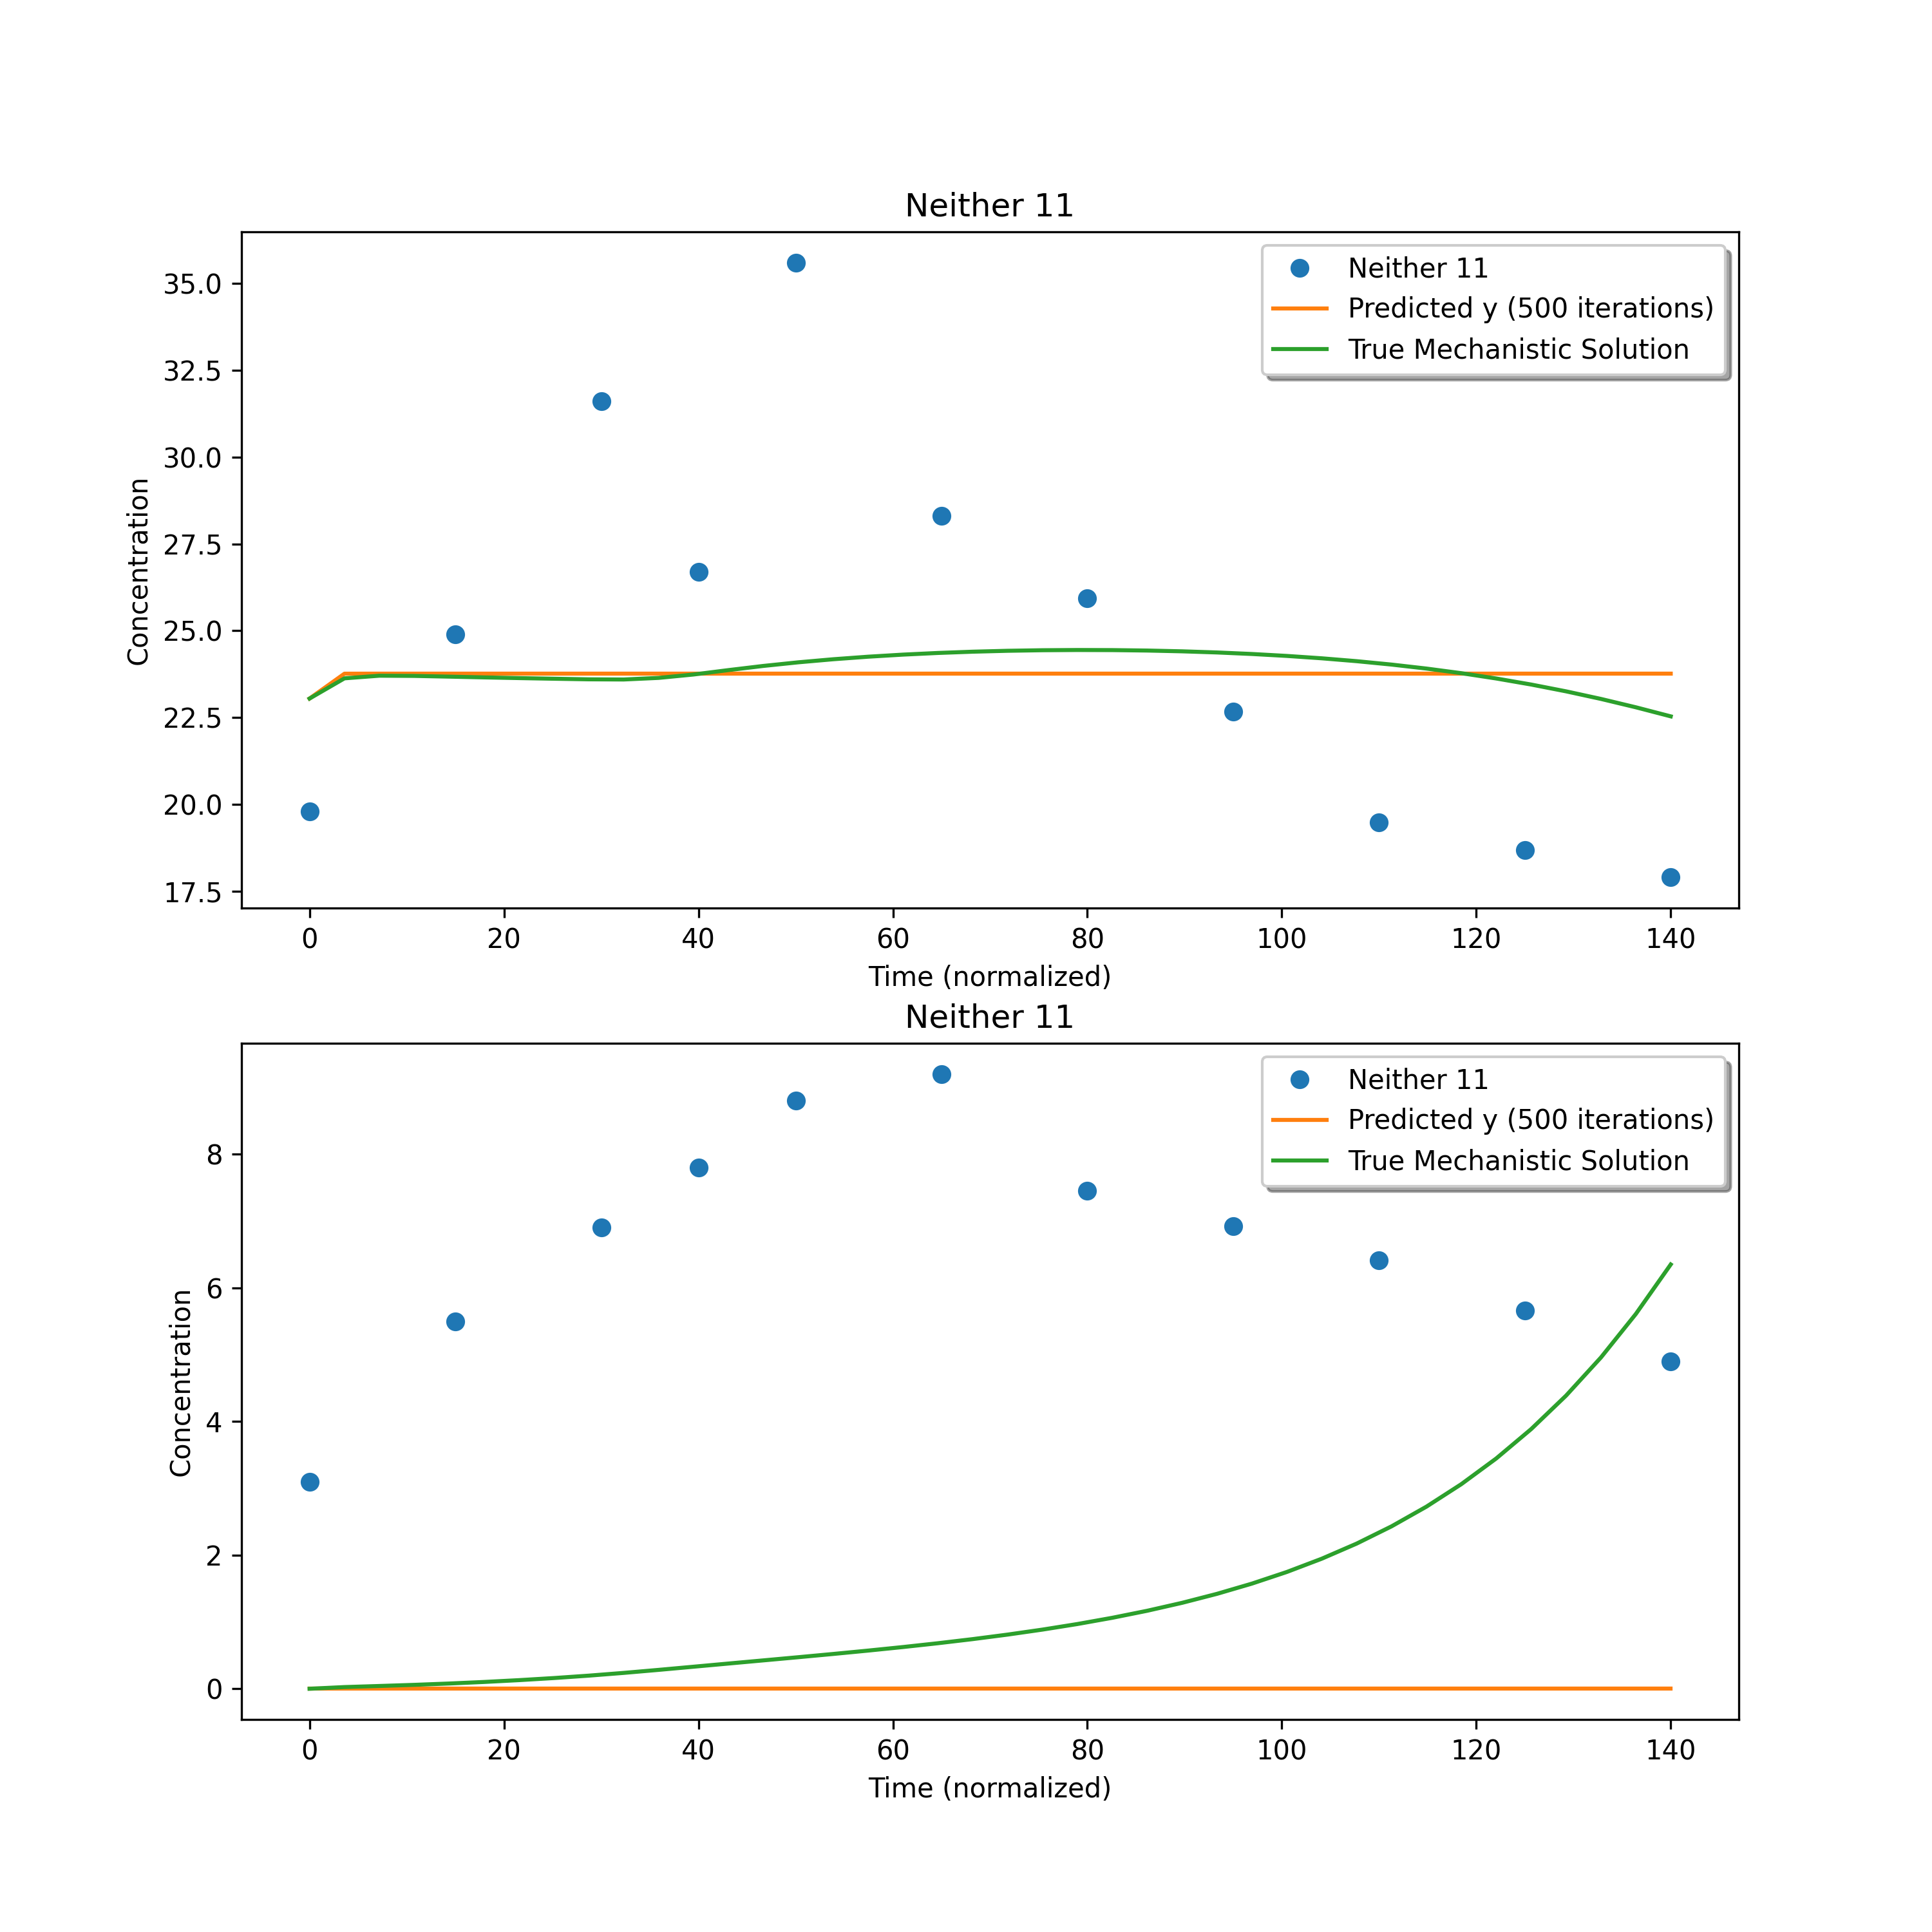 Neither 11
Concentration
35.0
32.5
30.0
27.5
25.0
22.5
20.0
17.5
Neither 11
Predicted y (500 iterations)
True Mechanistic Solution
0 20 40 60 80 100 120 140
Time (normalized)
Neither 11
Concentration
8
6
4
2
0
Neither 11
Predicted y (500 iterations)
True Mechanistic Solution
0 20 40 60 80 100 120 140
Time (normalized)